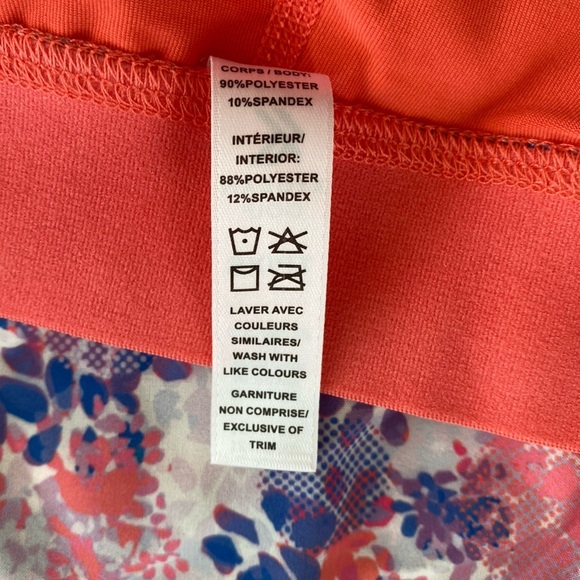 CORPS / BODY:
90%POLYESTER
10%SPANDEX
INTÉRIEUR/
INTERIOR:
88%POLYESTER
12%SPANDEX
LAVER AVEC
COULEURS
SIMILAIRES/
WASH WITH
LIKE COLOURS
GARNITURE
NON COMPRISE/
EXCLUSIVE OF
TRIM